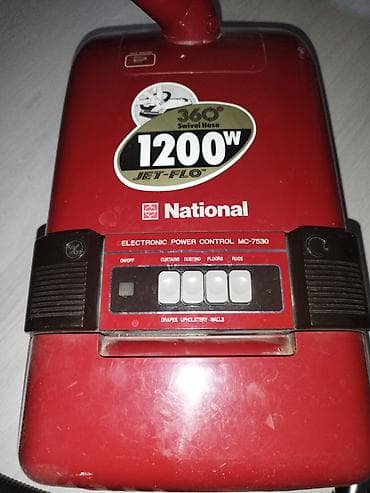 360°
Swivel Hose
1200W
JET-FLO™
National
ELECTRONIC POWER CONTROL MC-7530
ON/OFF CURTAINS DUSTING FLOORS RUGS
DRAPES UPHOLSTERY WALLS